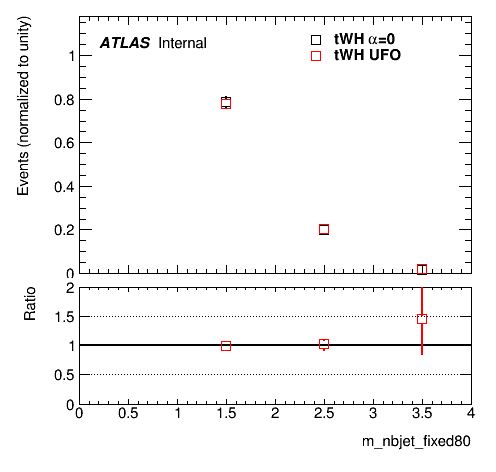 ATLAS Internal
tWH α=0
tWH UFO
Events (normalized to unity)
1
0.8
0.6
0.4
0.2
0
Ratio
2
1.5
1
0.5
0
0 0.5 1 1.5 2 2.5 3 3.5 4
m_nbjet_fixed80